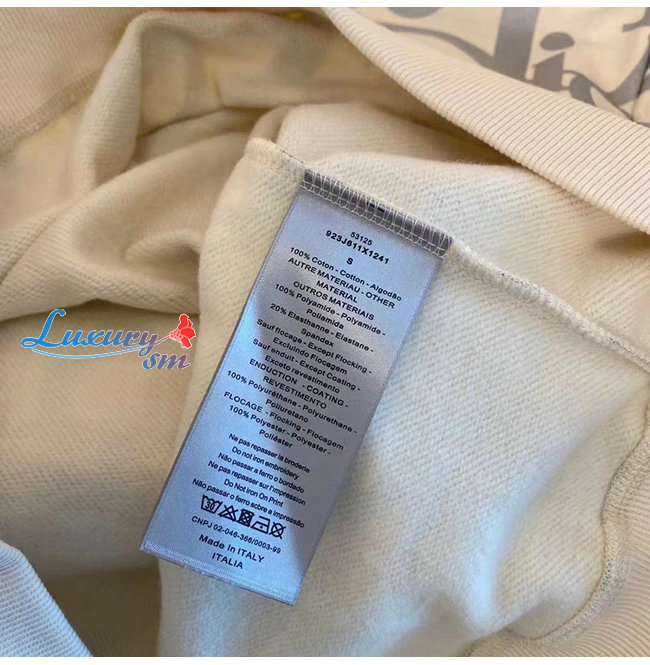 Luxury
sm
53125
923J611X1241
S
100% Coton - Cotton - Algodão
AUTRE MATERIAU - OTHER
MATERIAL
OUTROS MATERIAIS
100% Polyamide - Polyamide -
Poliamida
20% Elasthanne - Elastane -
Spandex
Sauf flocage - Except Flocking -
Excluindo Flocagem
Sauf enduit - Except Coating -
Exceto revestimento
ENDUCTION - COATING -
REVESTIMENTO
100% Polyuréthane - Polyurethane -
Poliuretano
FLOCAGE - Flocking - Flocagem
100% Polyester - Polyester -
Poliéster
Ne pas repasser la broderie
Do not iron embroidery
Não passar a ferro o bordado
Ne pas repasser sur l'impression
Do Not Iron On Print
Não passar o ferro sobre a impressão
30
CNPJ 02-046-366/0003-99
Made In ITALY
ITALIA